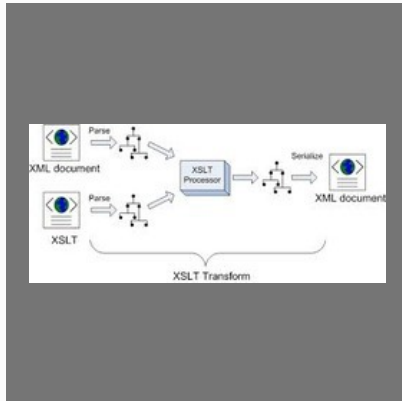 Parse
XML document
Parse
XSLT
XSLT
Processor
Serialize
XML document
XSLT Transform